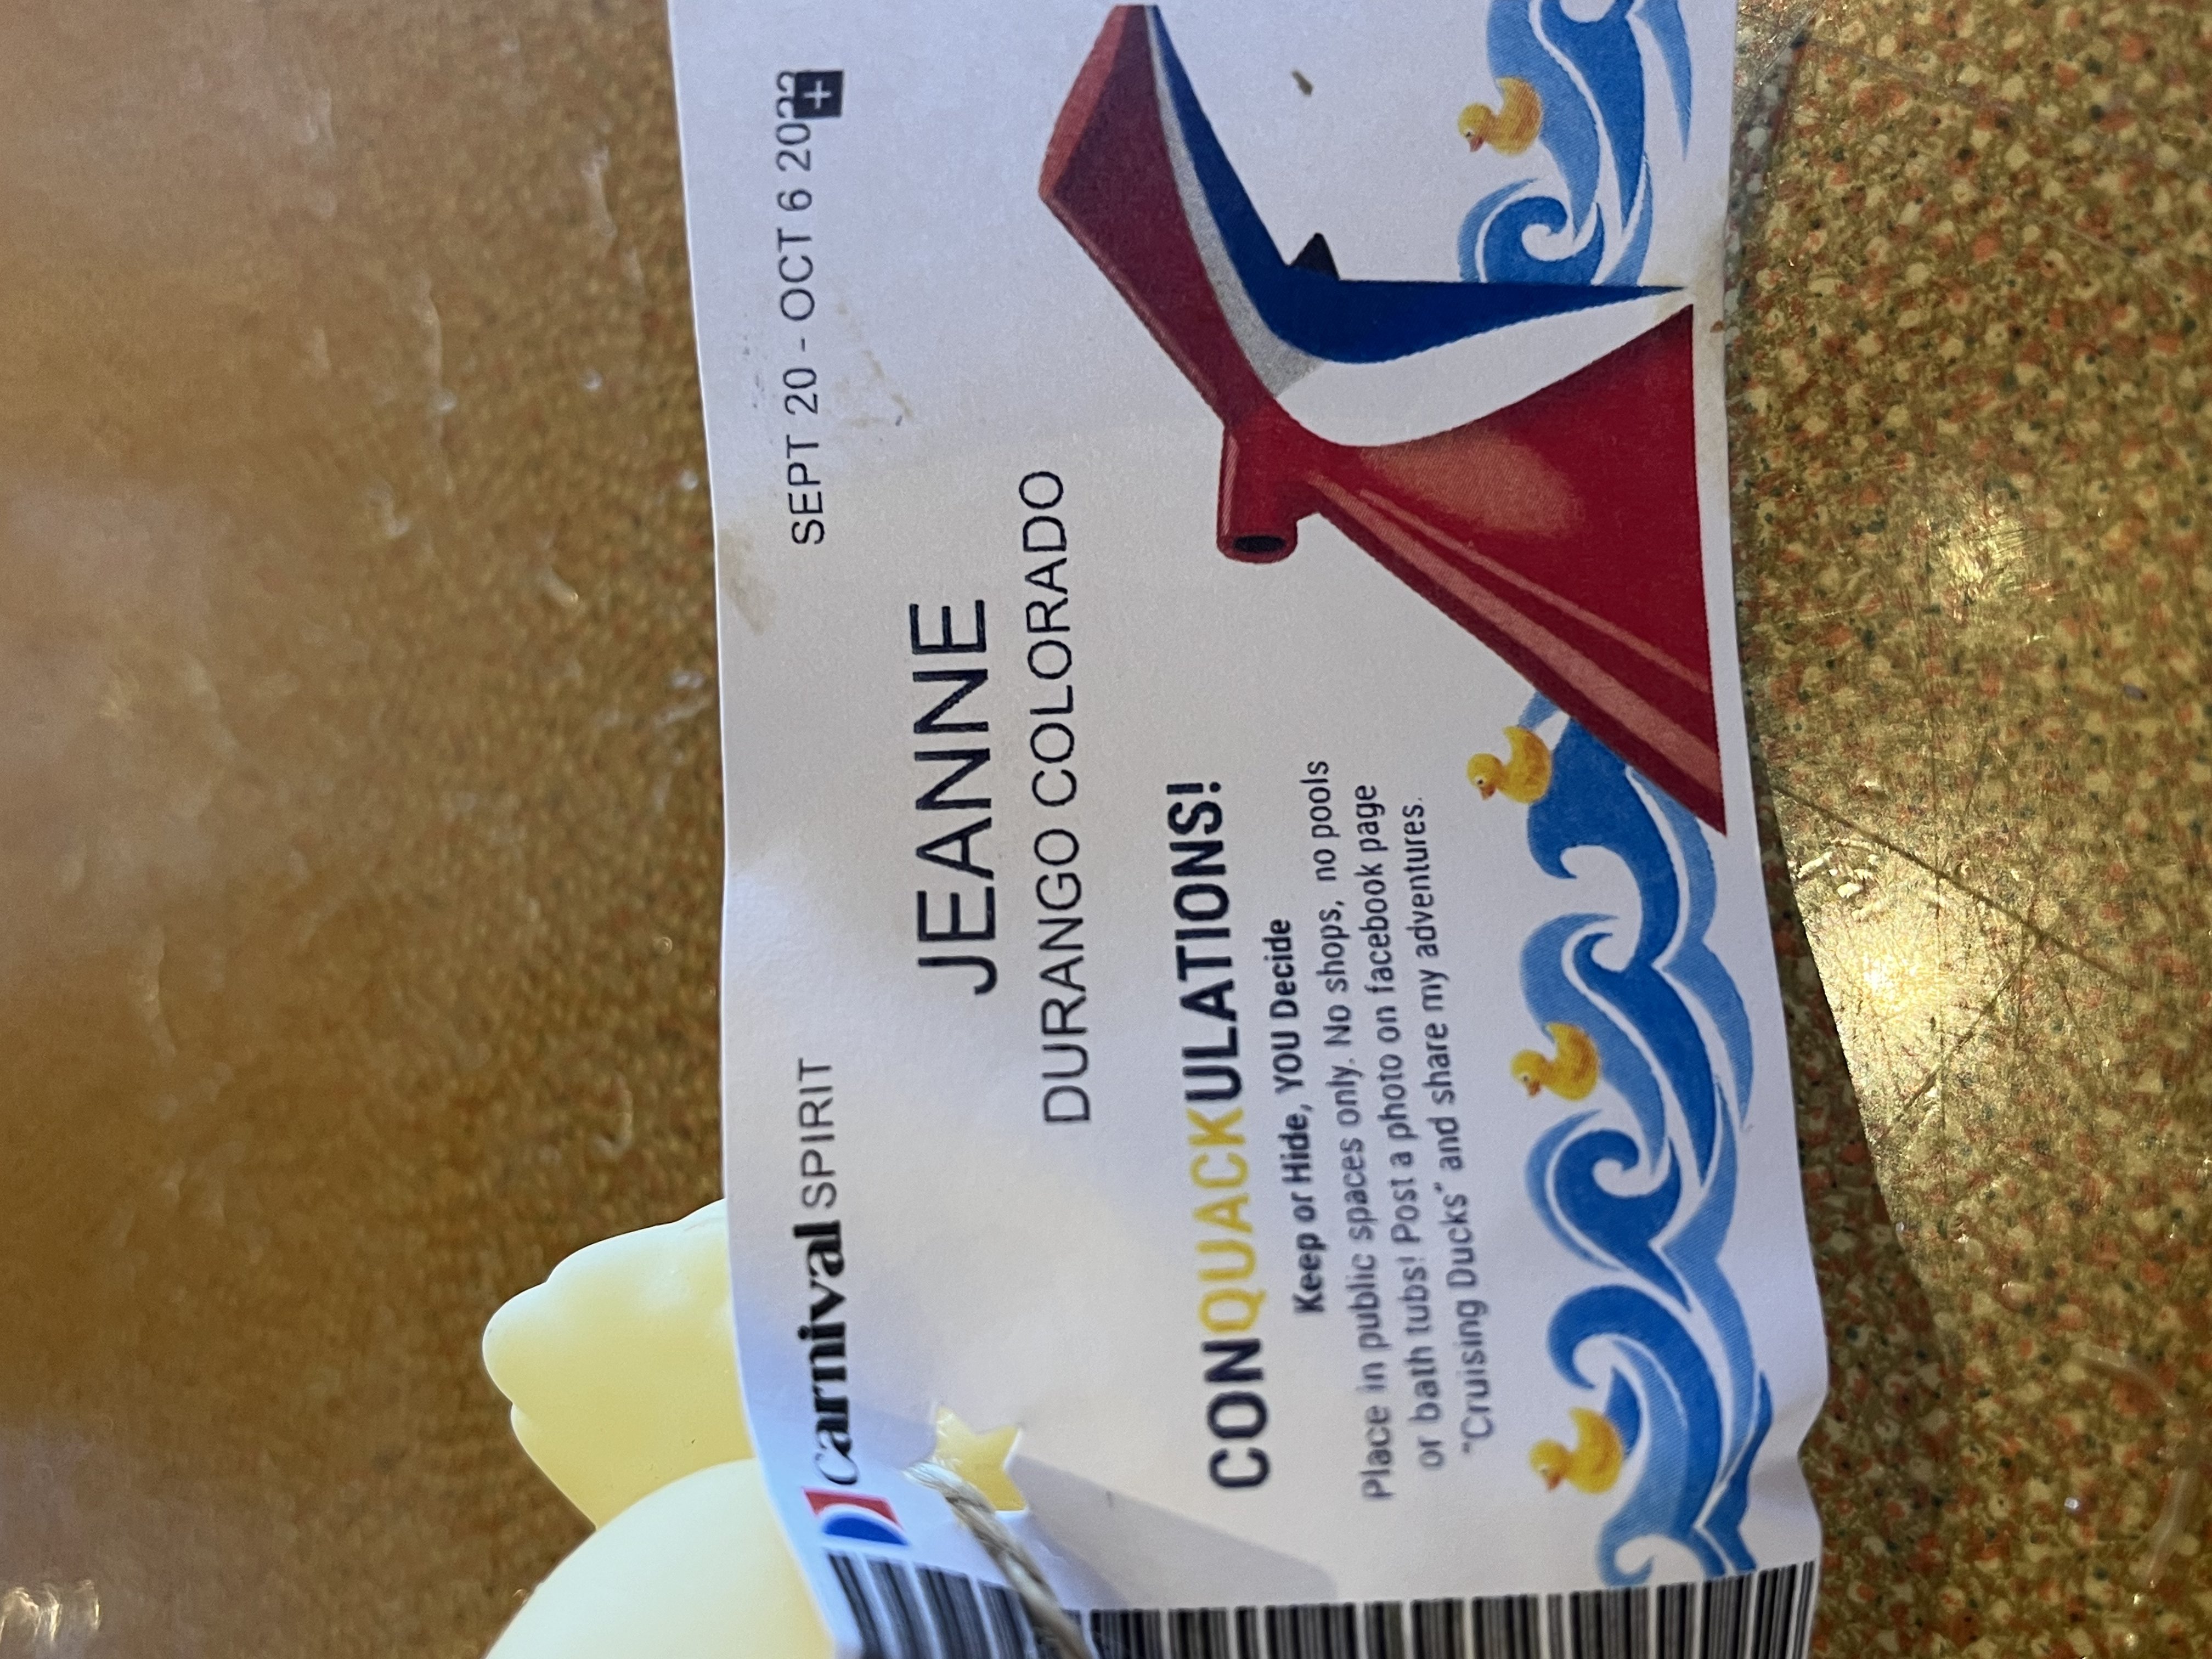 Carnival SPIRIT SEPT 20 - OCT 6
JEANNE
DURANGO COLORADO
CONQUACKULATIONS!
Keep or Hide, YOU Decide
Place in public spaces only. No shops, no pools
or bath tubs! Post a photo on facebook page
"Cruising Ducks" and share my adventures.